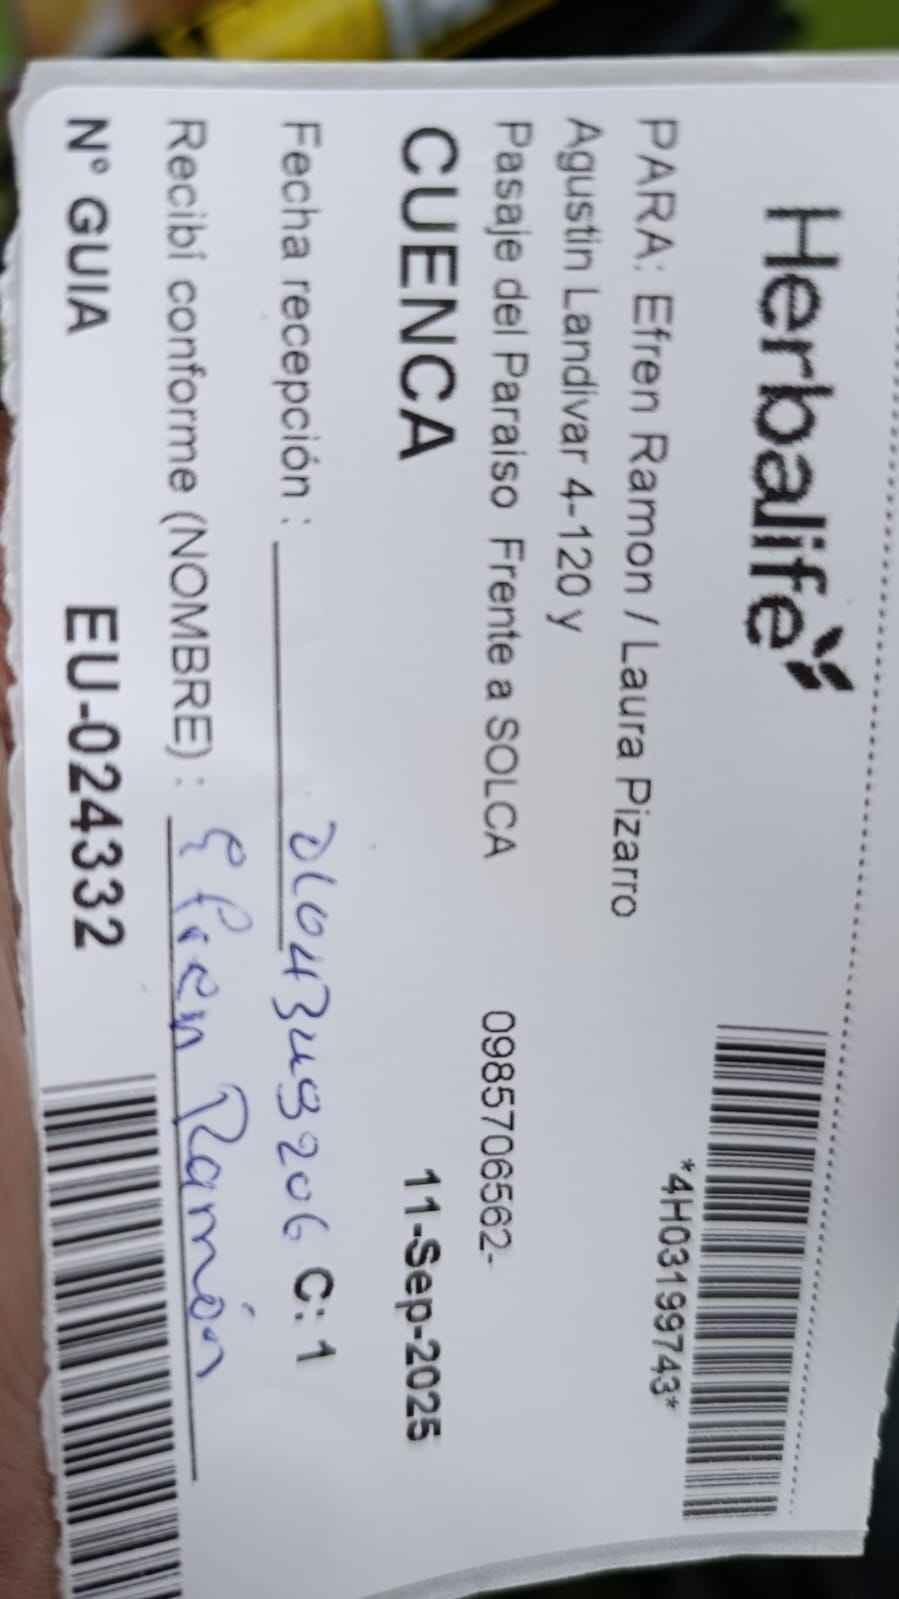 Herbalife
*4H03199743*
PARA: Efren Ramon / Laura Pizarro
Agustin Landivar 4-120 y
Pasaje del Paraiso Frente a SOLCA 0985706562-
CUENCA 11-Sep-2025
Fecha recepción : C: 1
Recibí conforme (NOMBRE) : Efren Ramón
N° GUIA EU-024332